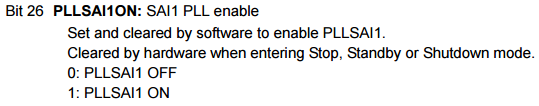 Bit 26 PLLSAI1ON: SAI1 PLL enable
Set and cleared by software to enable PLLSAI1.
Cleared by hardware when entering Stop, Standby or Shutdown mode.
0: PLLSAI1 OFF
1: PLLSAI1 ON